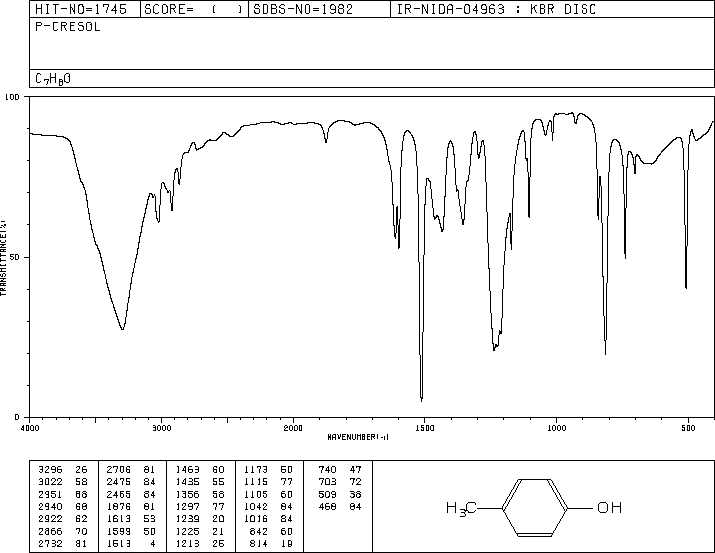 HIT-NO=1745 SCORE= ( ) SDBS-NO=1982 IR-NIDA-04963 : KBR DISC
P-CRESOL
C7H8O
100
50
0
TRANSMITTANCE(%)
4000 3000 2000 1500 1000 500
WAVENUMBER(-1)
3296 26 2706 81 1463 60 1173 50 740 47
3022 58 2475 84 1435 55 1115 77 703 72
2951 68 2465 84 1356 58 1105 60 509 38
2940 68 1876 81 1297 77 1042 84 468 84
2922 62 1613 53 1239 20 1016 84
2866 70 1599 50 1225 21 842 60
2732 81 1513 4 1213 25 814 19
H3C OH